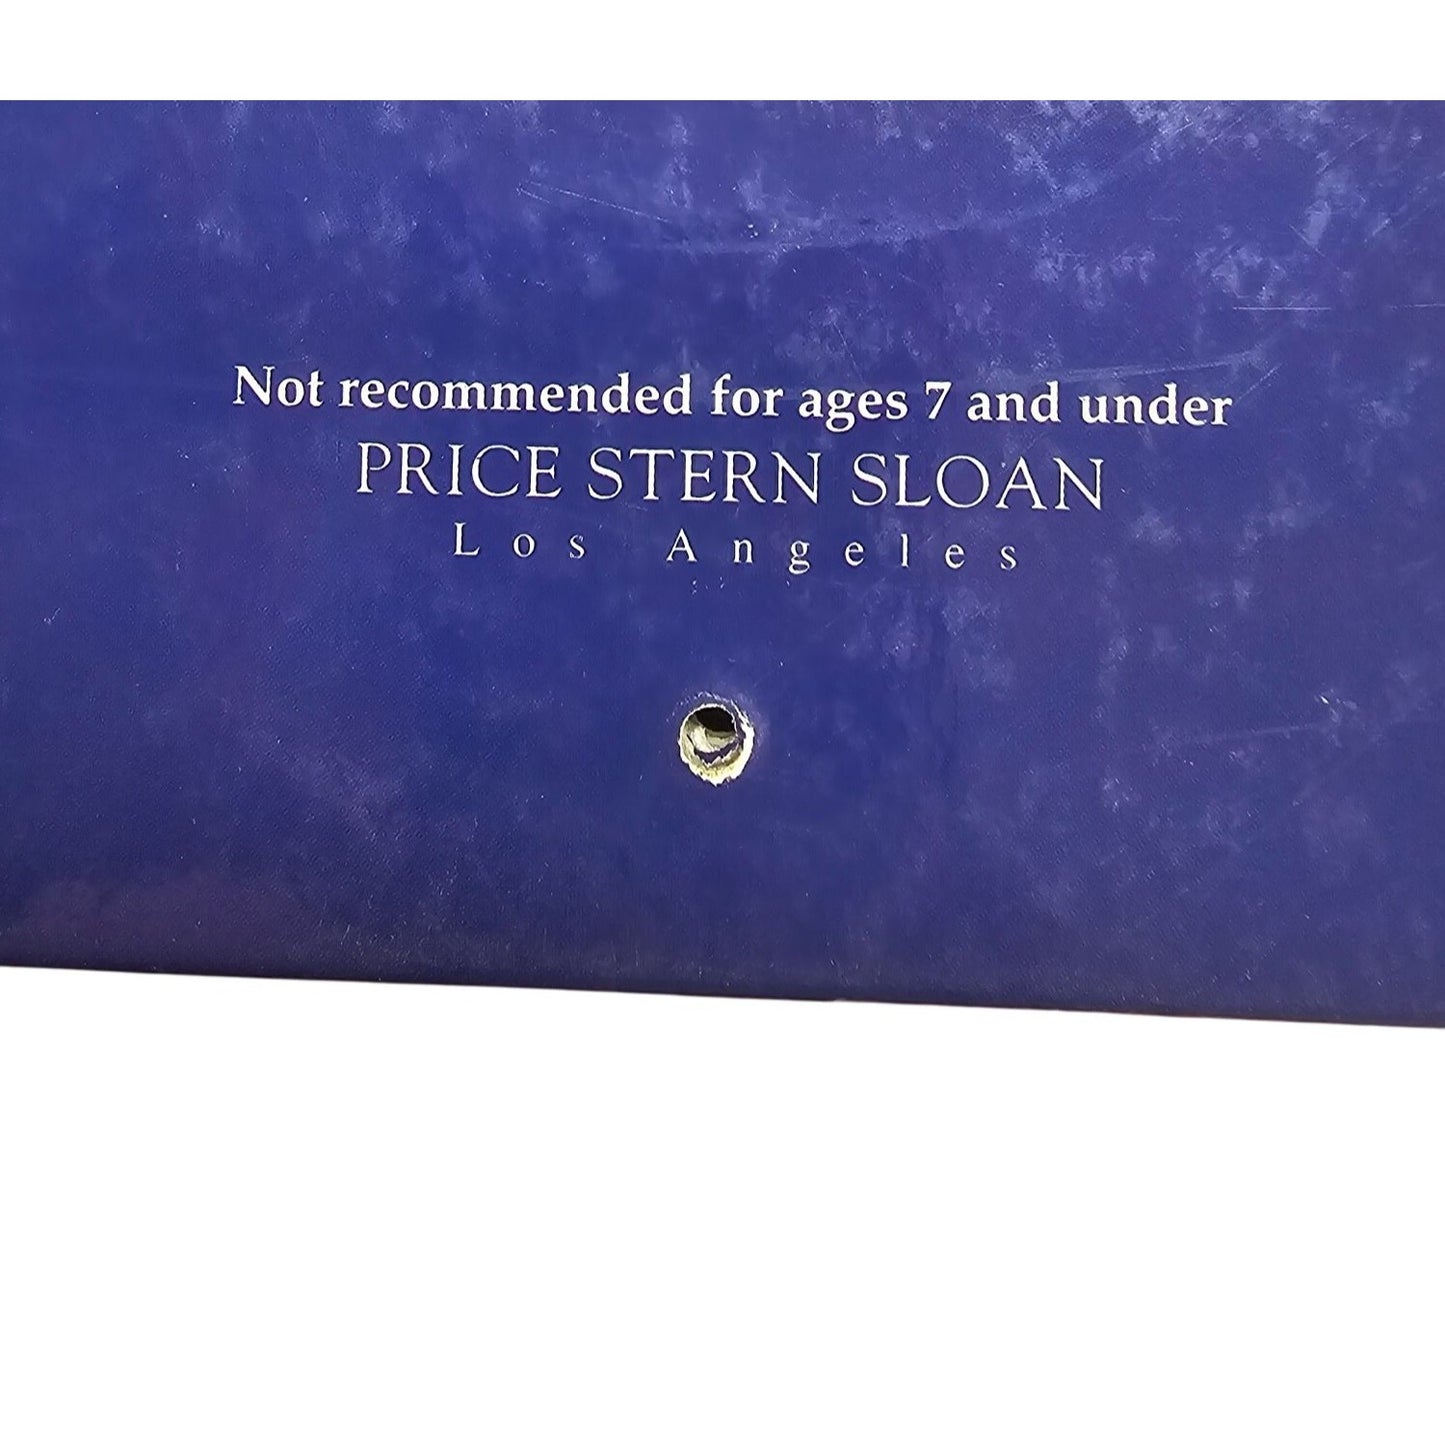 Not recommended for ages 7 and under
PRICE STERN SLOAN
Los Angeles